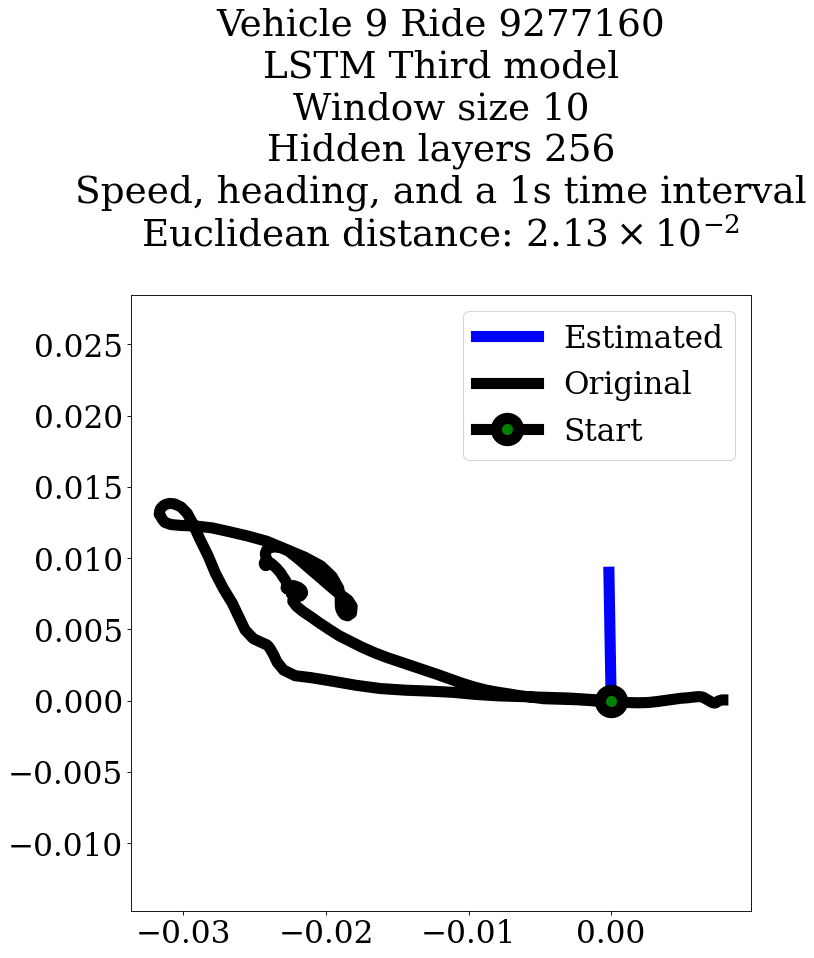 Vehicle 9 Ride 9277160
LSTM Third model
Window size 10
Hidden layers 256
Speed, heading, and a 1s time interval
Euclidean distance: 2.13 × 10⁻²
Estimated
Original
Start
0.025
0.020
0.015
0.010
0.005
0.000
−0.005
−0.010
−0.03 −0.02 −0.01 0.00